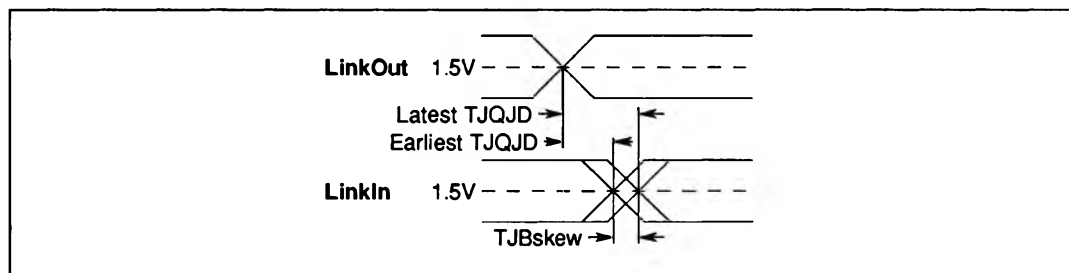 LinkOut 1.5V
Latest TJQJD
Earliest TJQJD
LinkIn 1.5V
TJBskew